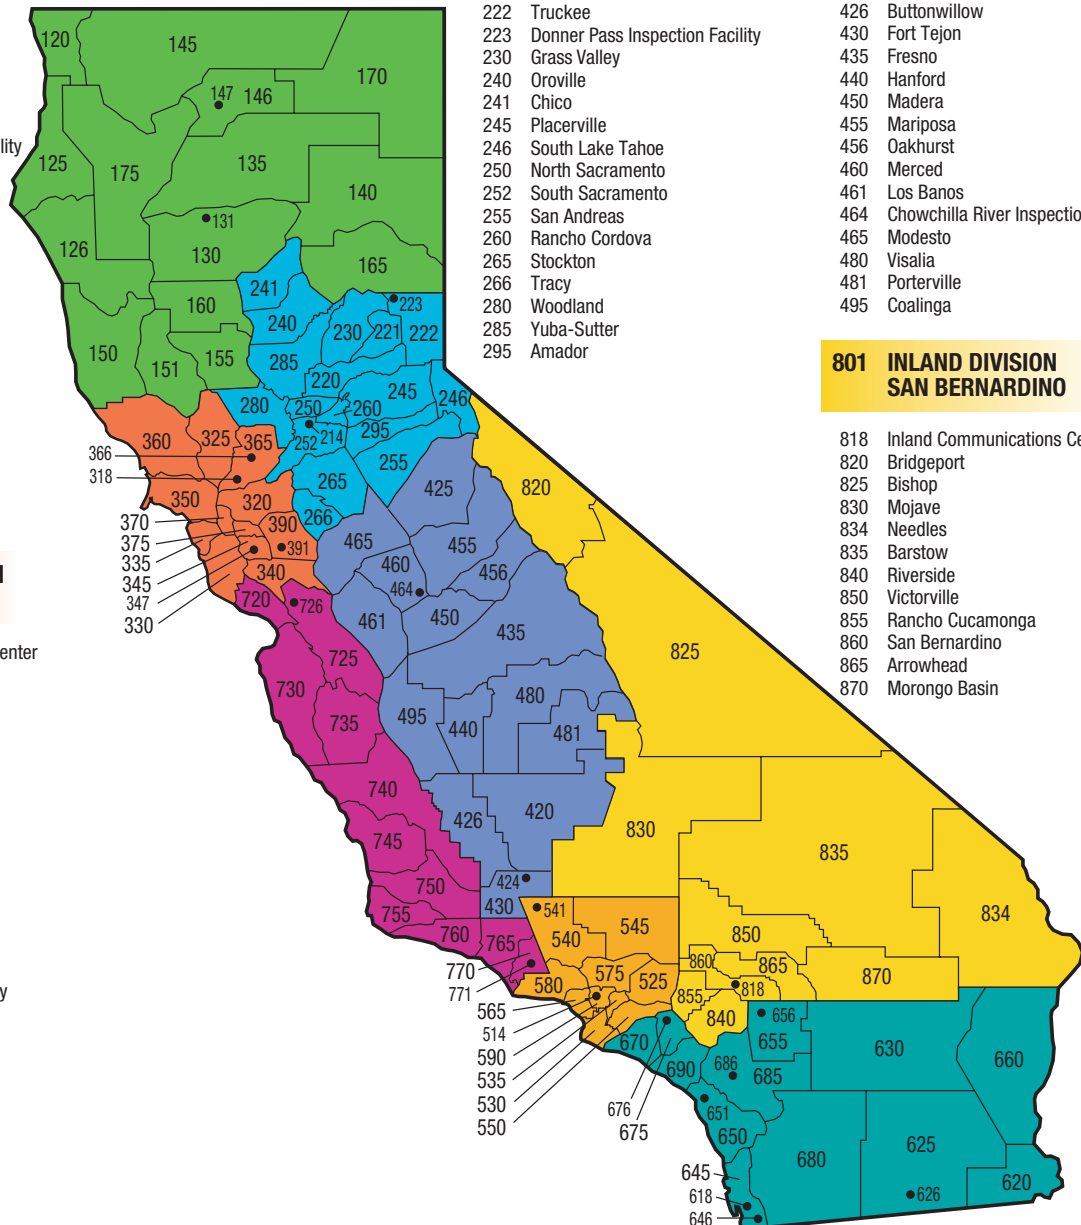 222 Truckee
223 Donner Pass Inspection Facility
230 Grass Valley
240 Oroville
241 Chico
245 Placerville
246 South Lake Tahoe
250 North Sacramento
252 South Sacramento
255 San Andreas
260 Rancho Cordova
265 Stockton
266 Tracy
280 Woodland
285 Yuba-Sutter
295 Amador
426 Buttonwillow
430 Fort Tejon
435 Fresno
440 Hanford
450 Madera
455 Mariposa
456 Oakhurst
460 Merced
461 Los Banos
464 Chowchilla River Inspectio
465 Modesto
480 Visalia
481 Porterville
495 Coalinga
801 INLAND DIVISION
SAN BERNARDINO
818 Inland Communications Ce
820 Bridgeport
825 Bishop
830 Mojave
834 Needles
835 Barstow
840 Riverside
850 Victorville
855 Rancho Cucamonga
860 San Bernardino
865 Arrowhead
870 Morongo Basin
lity
enter
y
120
145
170
147
146
125
175
135
140
131
126
130
165
160
150
151
155
241
223
240
230
221
222
285
220
245
246
280
250
260
252
214
295
255
265
266
360
325
365
366
318
350
320
370
390
375
391
335
345
340
347
330
425
465
455
460
456
464
461
450
435
480
495
440
481
426
420
424
430
720
726
725
730
735
740
745
750
755
760
765
770
771
820
825
830
835
834
850
860
865
870
818
855
840
541
540
545
575
525
580
565
514
590
535
530
550
656
655
630
660
670
690
686
685
676
675
651
650
680
625
620
626
645
618
646